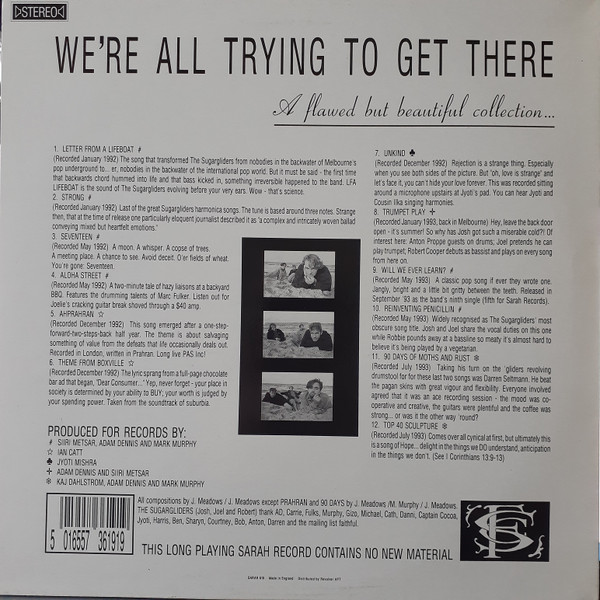 STEREO
WE'RE ALL TRYING TO GET THERE
A flawed but beautiful collection...
1. LETTER FROM A LIFEBOAT #
(Recorded January 1992) The song that transformed The Sugargliders from nobodies in the backwater of Melbourne's
pop underground to... er, nobodies in the backwater of the international pop world. But it must be said - the first time
that backwards chord hummed into life and that bass kicked in, something irreversible happened to the band. LFA
LIFEBOAT is the sound of The Sugargliders evolving before your very ears. Wow - that's science.
2. STRONG #
(Recorded January 1992) Last of the great Sugargliders harmonica songs. The tune is based around three notes. Strange
then, that at the time of release one particularly eloquent journalist described it as 'a complex and intricately woven ballad
conveying mixed but heartfelt emotions.'
3. SEVENTEEN #
(Recorded May 1992) A moon. A whisper. A copse of trees.
A meeting place. A chance to see. Avoid deceit. O'er fields of wheat.
You're gone: Seventeen.
4. ALOHA STREET #
(Recorded May 1992) A two-minute tale of hazy liaisons at a backyard
BBQ. Features the drumming talents of Marc Fulker. Listen out for
Joelle's cracking guitar break shoved through a $40 amp.
5. AHPRAHRAN ☆
(Recorded December 1992) This song emerged after a one-step-
forward-two-steps-back half year. The theme is about salvaging
something of value from the defeats that life occasionally deals out.
Recorded in London, written in Prahran. Long live PAS Inc!
6. THEME FROM BOXVILLE ☆
(Recorded December 1992) The lyric sprang from a full-page chocolate
bar ad that began, 'Dear Consumer...' Yep, never forget - your place in
society is determined by your ability to BUY; your worth is judged by
your spending power. Taken from the soundtrack of suburbia.
7. UNKIND ♣
(Recorded December 1992) Rejection is a strange thing. Especially
when you see both sides of the picture. But 'oh, love is strange' and
let's face it, you can't hide your love forever. This was recorded sitting
around a microphone upstairs at Jyoti's pad. You can hear Jyoti and
Cousin Ilka singing harmonies.
8. TRUMPET PLAY +
(Recorded January 1993, back in Melbourne) Hey, leave the back door
open - it's summer! So why has Josh got such a miserable cold?! Of
interest here: Anton Proppe guests on drums; Joel pretends he can
play trumpet; Robert Cooper debuts as bassist and plays on every song
from here on.
9. WILL WE EVER LEARN? #
(Recorded May 1993) A classic pop song if ever they wrote one.
Jangly, bright and a little bit gritty between the teeth. Released in
September '93 as the band's ninth single (fifth for Sarah Records).
10. REINVENTING PENICILLIN #
(Recorded May 1993) Widely recognised as The Sugargliders' most
obscure song title. Josh and Joel share the vocal duties on this one
while Robbie pounds away at a bassline so meaty it's almost hard to
believe it's being played by a vegetarian.
11. 90 DAYS OF MOTHS AND RUST ❄
(Recorded July 1993) Taking his turn on the 'gliders revolving
drumstool for for these last two songs was Darren Seltmann. He beat
the pagan skins with great vigour and flexibility. Everyone involved
agreed that it was an ace recording session - the mood was co-
operative and creative, the guitars were plentiful and the coffee was
strong... or was it the other way 'round?
12. TOP 40 SCULPTURE ❄
(Recorded July 1993) Comes over all cynical at first, but ultimately this
is a song of Hope... delight in the things we DO understand, anticipation
in the things we don't. (See I Corinthians 13:9-13)
PRODUCED FOR RECORDS BY:
# SIIRI METSAR, ADAM DENNIS AND MARK MURPHY
☆ IAN CATT
♠ JYOTI MISHRA
+ ADAM DENNIS AND SIIRI METSAR
❄ KAJ DAHLSTROM, ADAM DENNIS AND MARK MURPHY
5 016557 361919
All compositions by J. Meadows / J. Meadows except PRAHRAN and 90 DAYS by J. Meadows /M. Murphy / J. Meadows.
THE SUGARGLIDERS (Josh, Joel and Robert) thank AD, Carrie, Fulks, Murphy, Gizo, Michael, Cath, Danni, Captain Cocoa,
Jyoti, Harris, Ben, Sharyn, Courtney, Bob, Anton, Darren and the mailing list faithful.
THIS LONG PLAYING SARAH RECORD CONTAINS NO NEW MATERIAL
Made in England